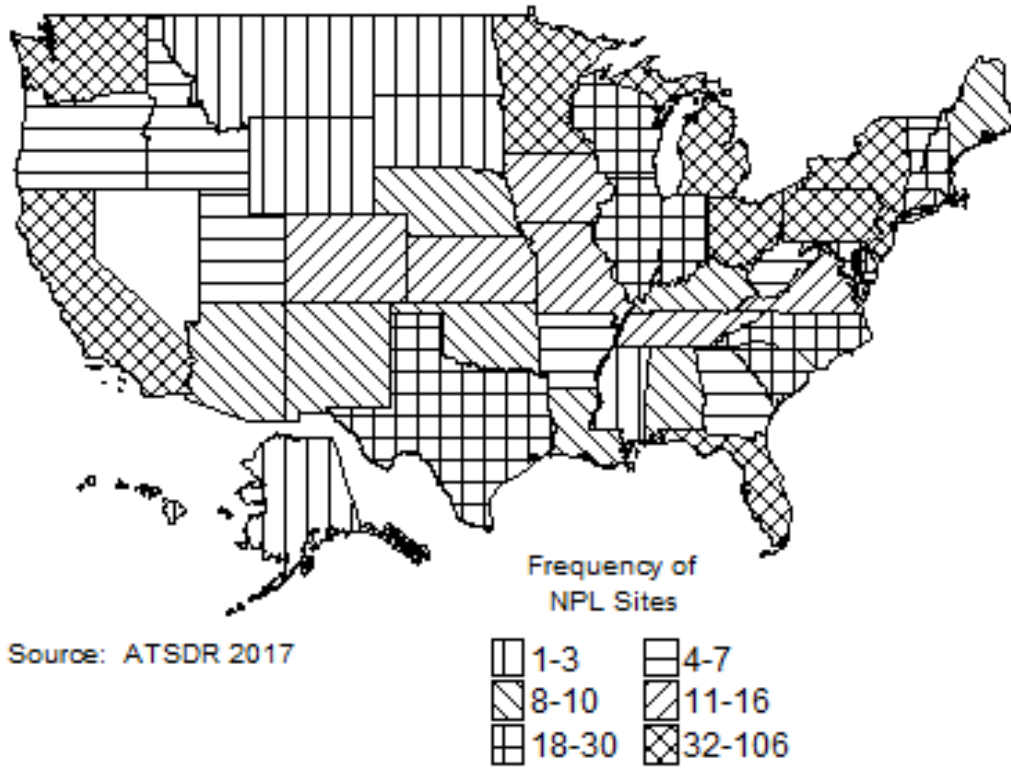 Frequency of
NPL Sites
Source: ATSDR 2017
1-3 4-7
8-10 11-16
18-30 32-106